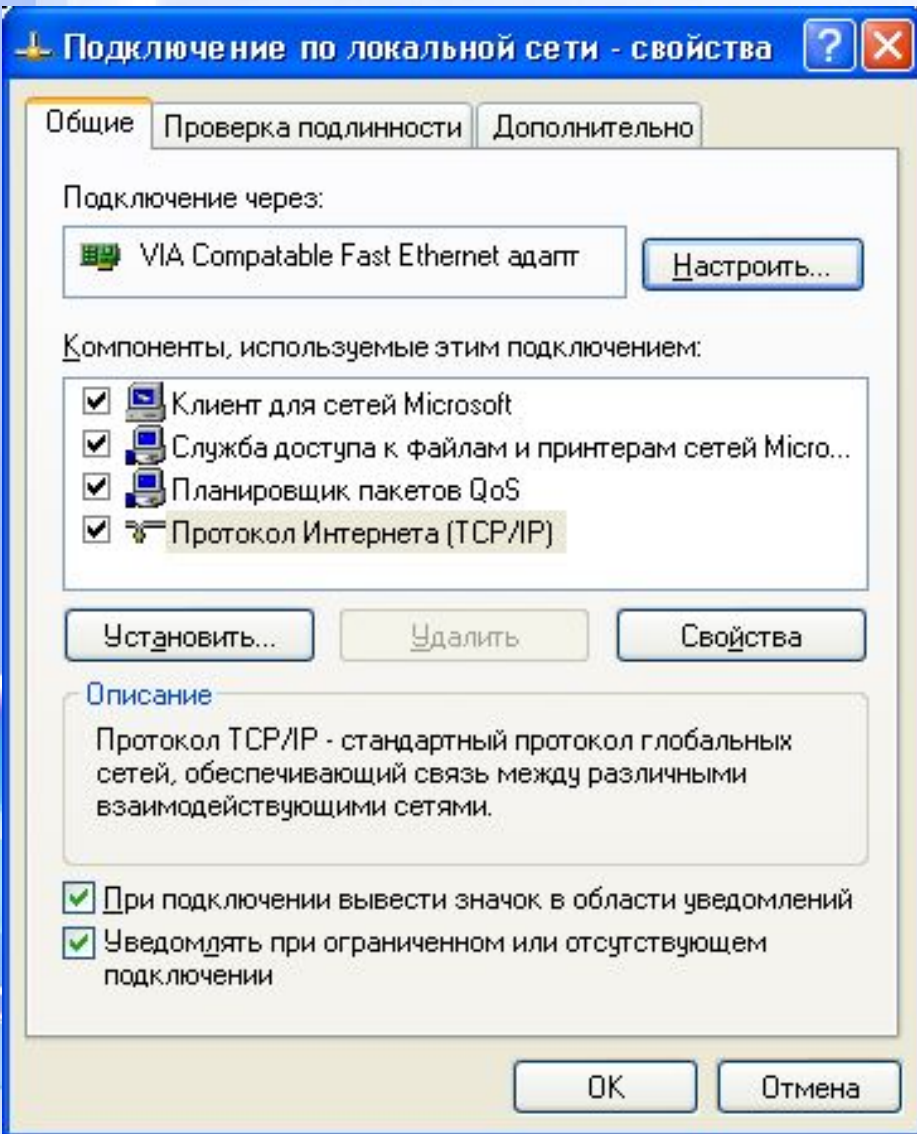 Подключение по локальной сети - свойства
Общие
Проверка подлинности
Дополнительно
Подключение через:
VIA Compatable Fast Ethernet адапт
Настроить...
Компоненты, используемые этим подключением:
Клиент для сетей Microsoft
Служба доступа к файлам и принтерам сетей Micro...
Планировщик пакетов QoS
Протокол Интернета (TCP/IP)
Установить...
Удалить
Свойства
Описание
Протокол TCP/IP - стандартный протокол глобальных
сетей, обеспечивающий связь между различными
взаимодействующими сетями.
При подключении вывести значок в области уведомлений
Уведомлять при ограниченном или отсутствующем
подключении
OK
Отмена